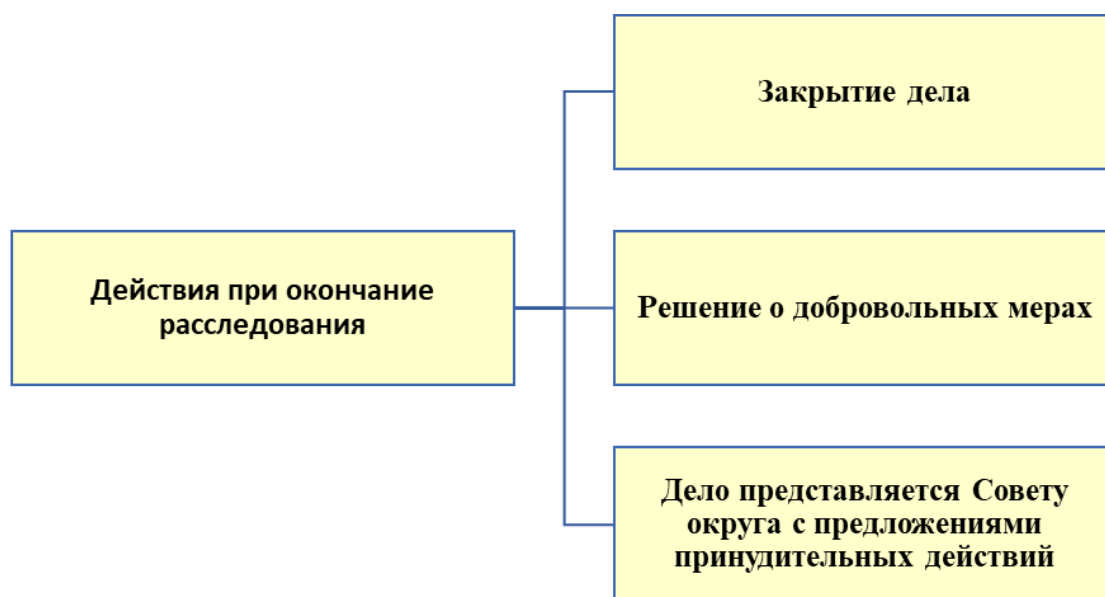 Закрытие дела
Действия при окончание
расследования
Решение о добровольных мерах
Дело представляется Совету
округа с предложениями
принудительных действий